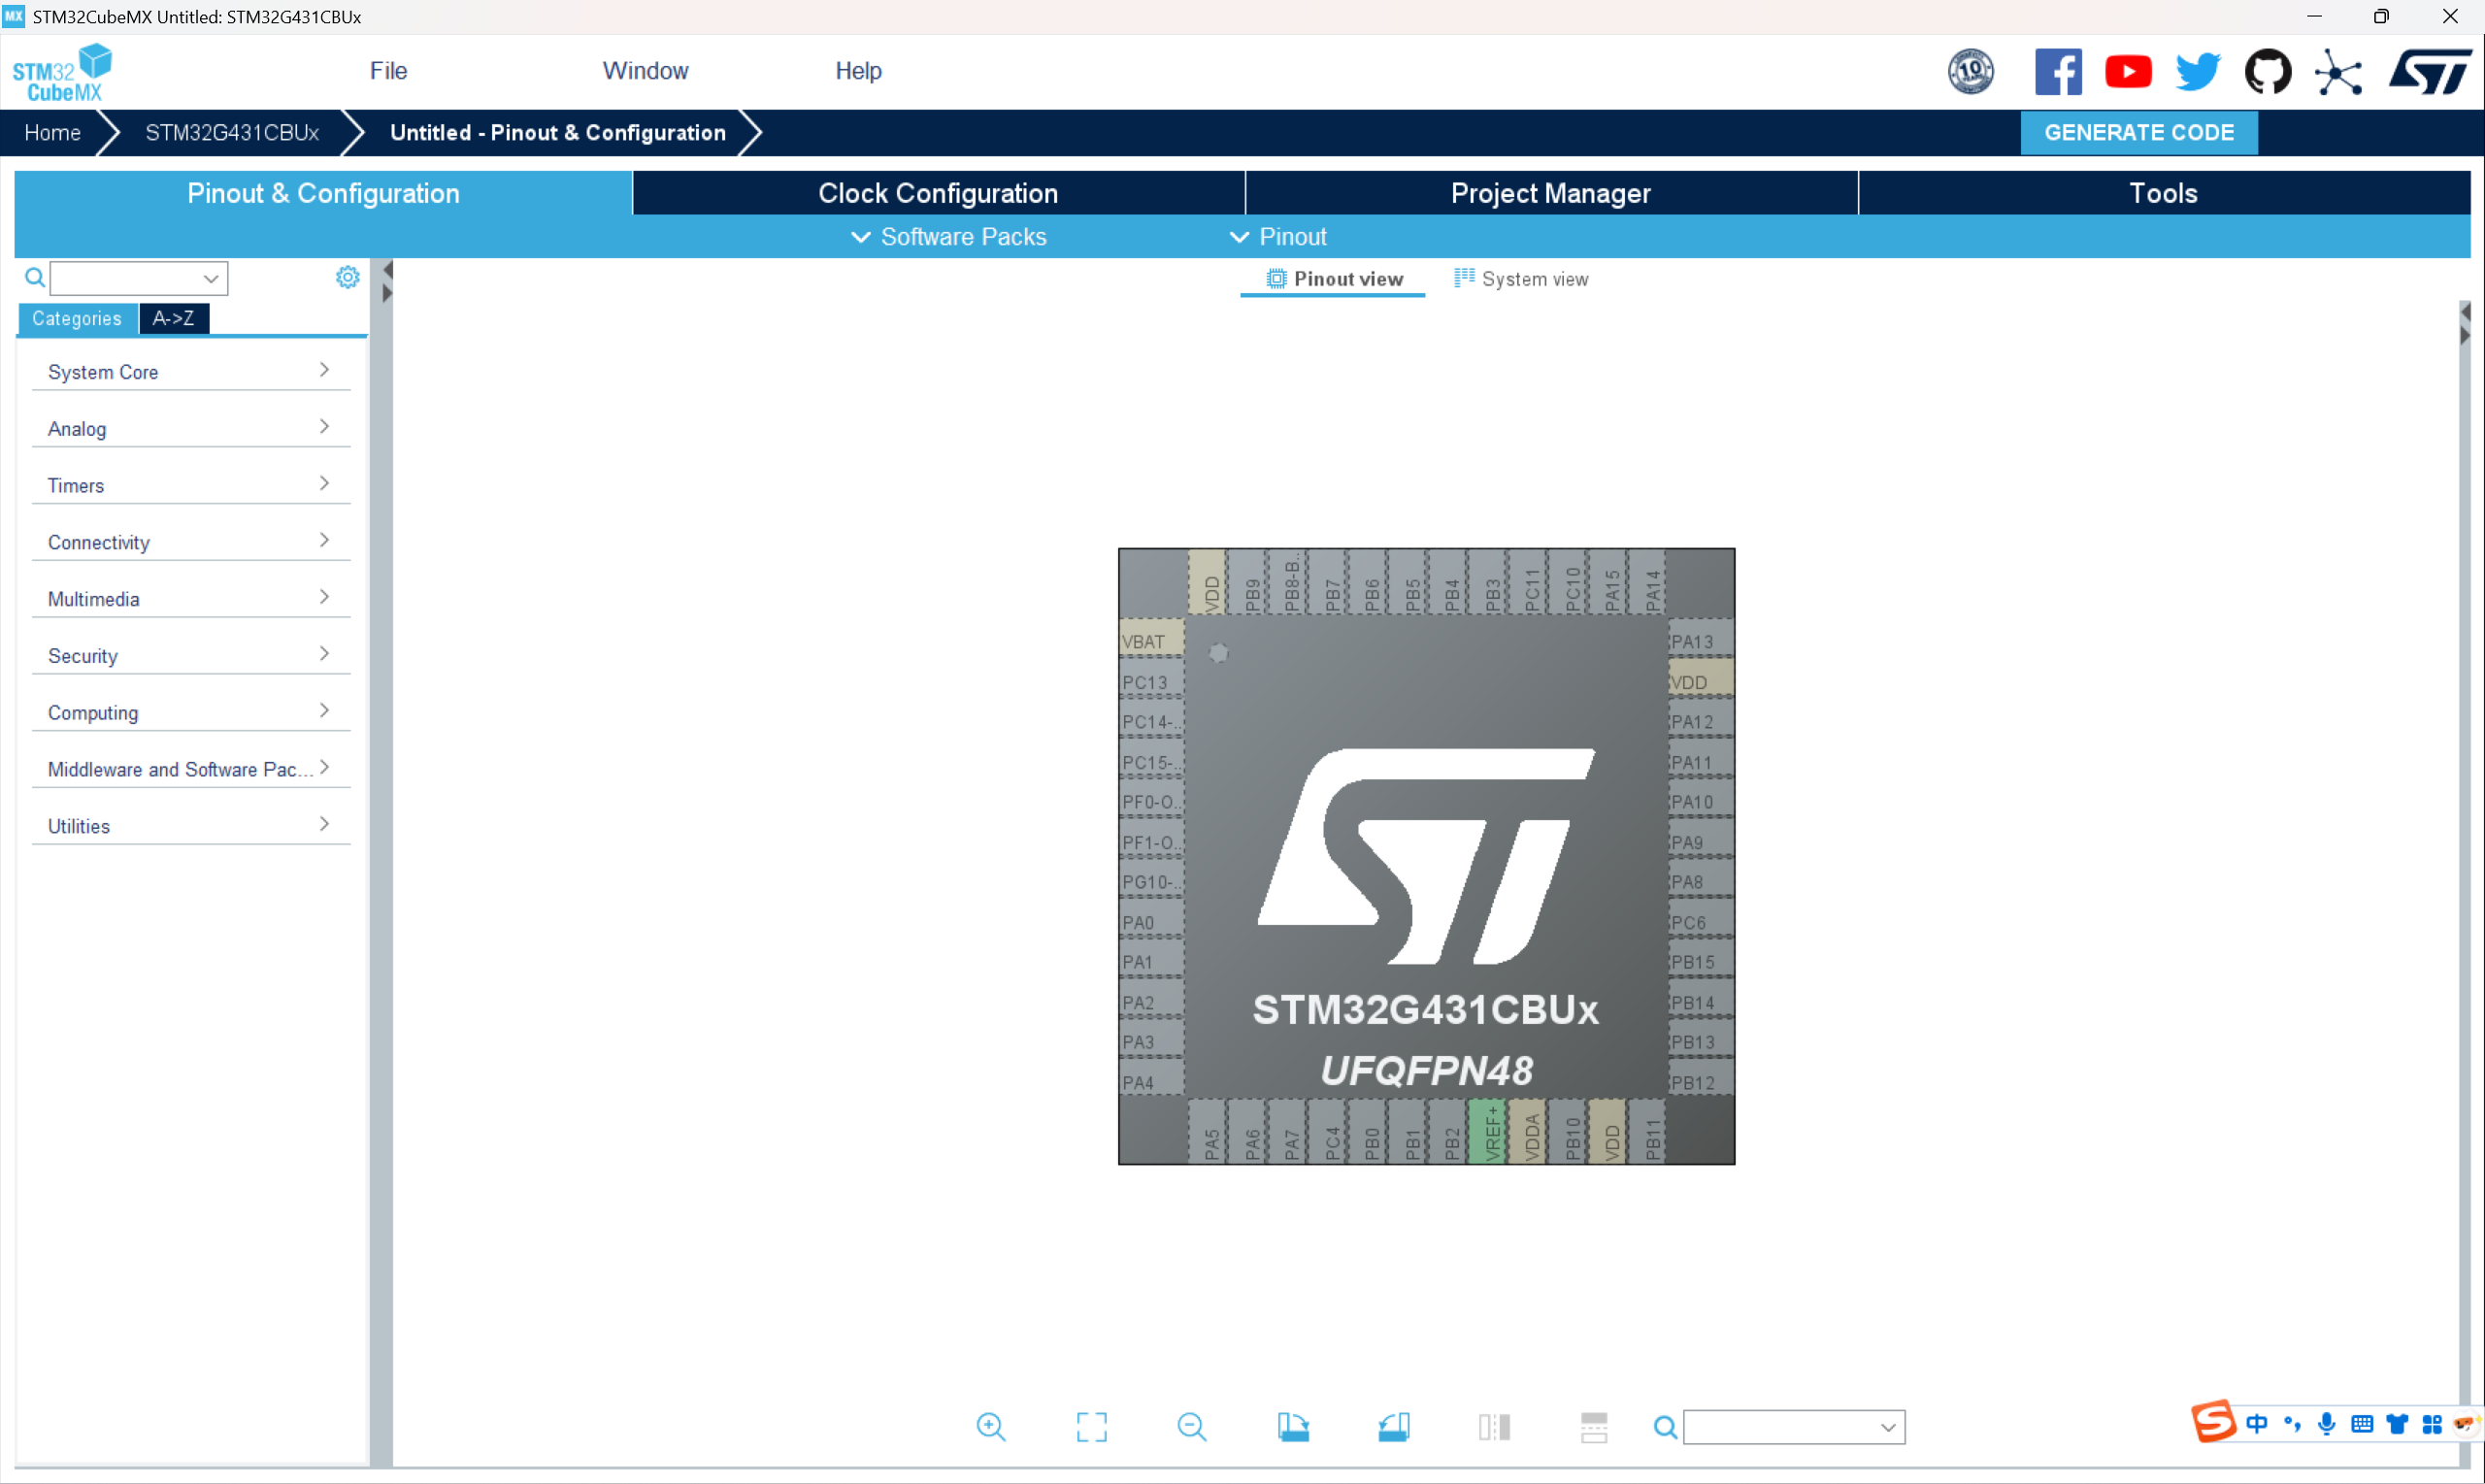 MX STM32CubeMX Untitled: STM32G431CBUx
STM32 CubeMX
File
Window
Help
10
Home
STM32G431CBUx
Untitled - Pinout & Configuration
GENERATE CODE
Pinout & Configuration
Clock Configuration
Project Manager
Tools
Software Packs
Pinout
Pinout view
System view
Categories
A->Z
System Core
Analog
Timers
Connectivity
Multimedia
Security
Computing
Middleware and Software Pac...
Utilities
VDD
PB9
PB8-B..
PB7
PB6
PB5
PB4
PB3
PC11
PC10
PA15
PA14
VBAT
PC13
PC14-..
PC15-..
PF0-O..
PF1-O..
PG10-..
PA0
PA1
PA2
PA3
PA4
PA13
VDD
PA12
PA11
PA10
PA9
PA8
PC6
PB15
PB14
PB13
PB12
STM32G431CBUx
UFQFPN48
PA5
PA6
PA7
PC4
PB0
PB1
PB2
VREF+
VDDA
PB10
VDD
PB11
中